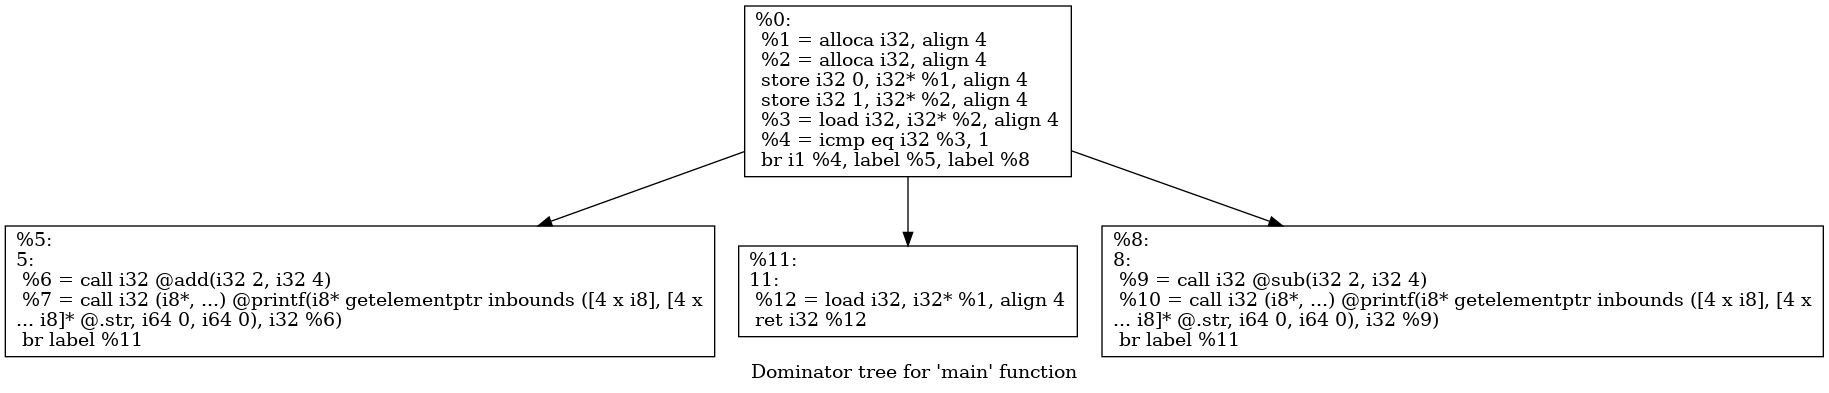 %0:
%1 = alloca i32, align 4
%2 = alloca i32, align 4
store i32 0, i32* %1, align 4
store i32 1, i32* %2, align 4
%3 = load i32, i32* %2, align 4
%4 = icmp eq i32 %3, 1
br i1 %4, label %5, label %8
%5:
5:
%6 = call i32 @add(i32 2, i32 4)
%7 = call i32 (i8*, ...) @printf(i8* getelementptr inbounds ([4 x i8], [4 x
... i8]* @.str, i64 0, i64 0), i32 %6)
br label %11
%11:
11:
%12 = load i32, i32* %1, align 4
ret i32 %12
%8:
8:
%9 = call i32 @sub(i32 2, i32 4)
%10 = call i32 (i8*, ...) @printf(i8* getelementptr inbounds ([4 x i8], [4 x
... i8]* @.str, i64 0, i64 0), i32 %9)
br label %11
Dominator tree for 'main' function